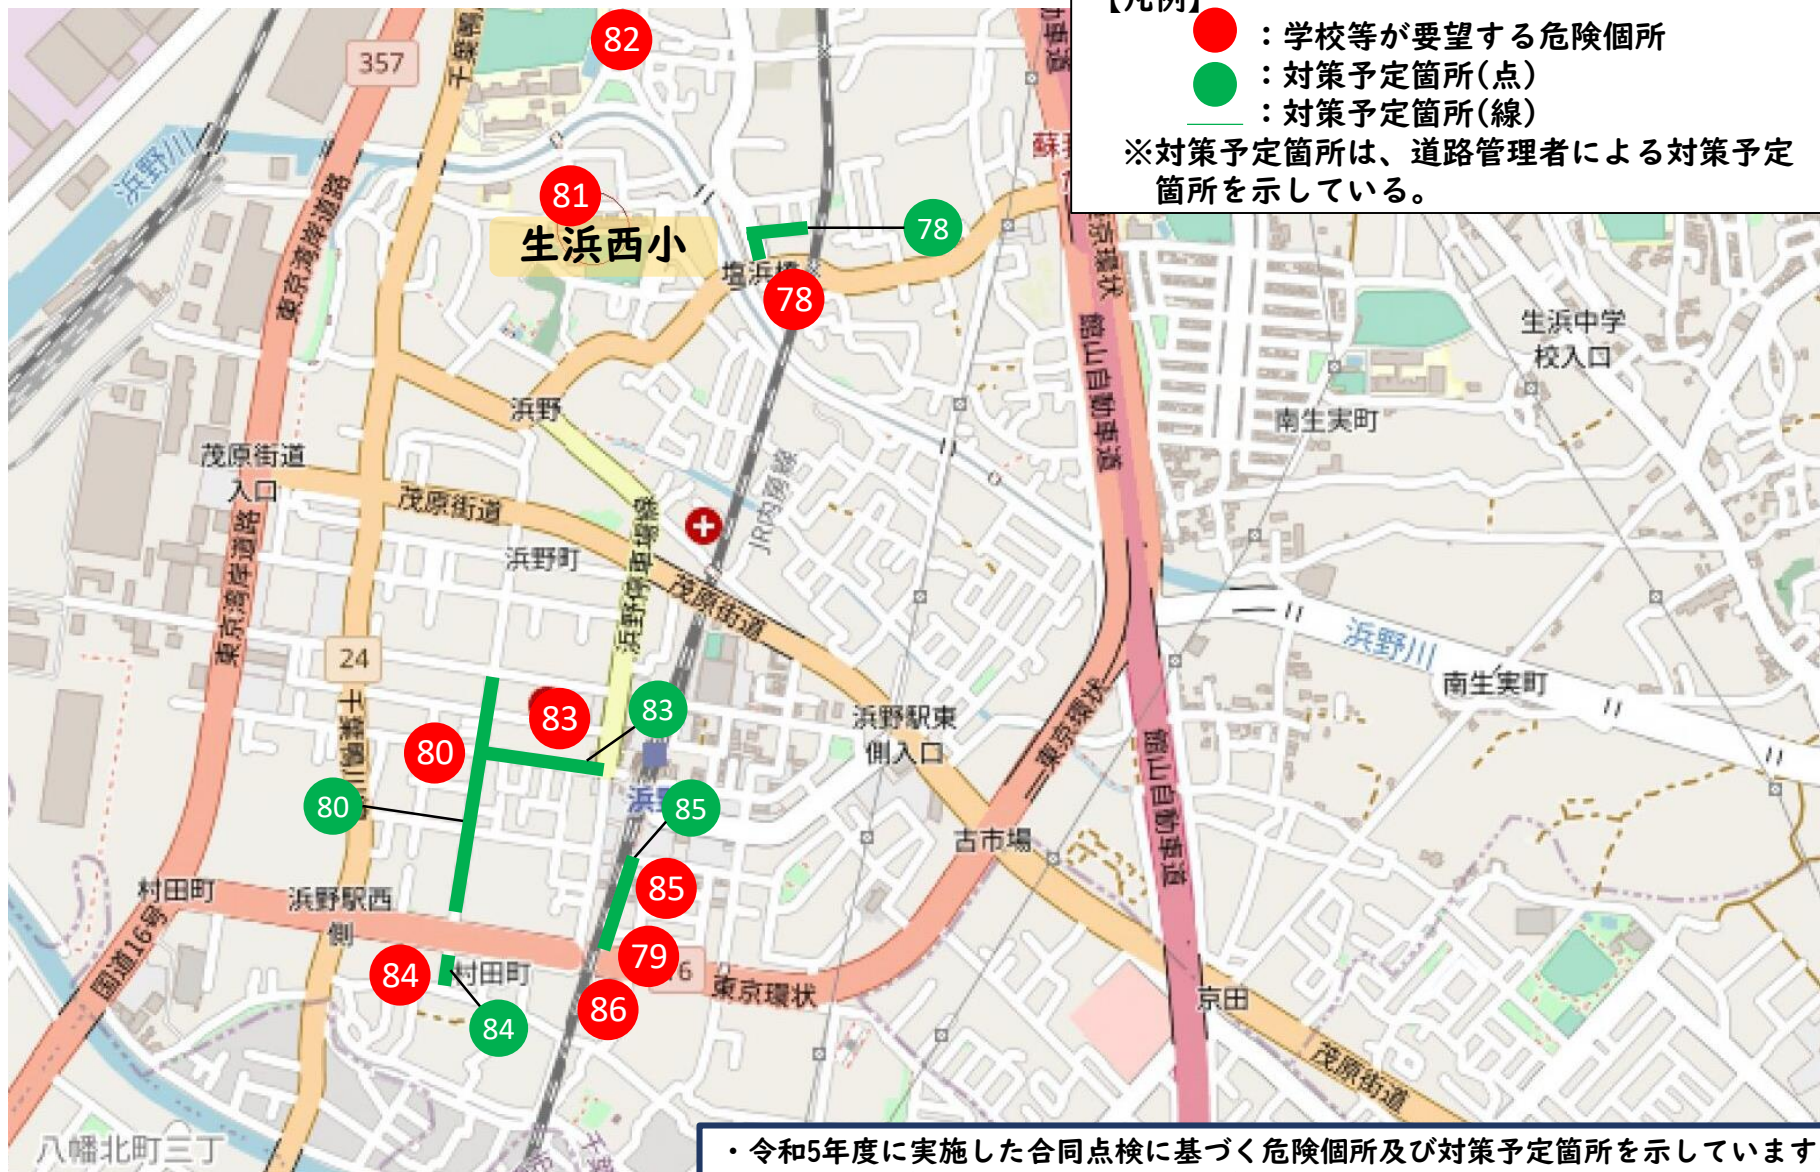 【凡例】
：学校等が要望する危険個所
：対策予定箇所(点)
：対策予定箇所(線)
※対策予定箇所は、道路管理者による対策予定
箇所を示している。
82
357
浜野川
81
生浜西小
78
塩浜橋
78
東京湾岸道路
京環状
館山自動車道
生浜中学
校入口
南生実町
浜野
茂原街道
入口
茂原街道
JR内房線
浜野町
浜野停車場線
茂原街道
東京湾岸道路
24
浜野川
南生実町
83
83
80
浜野駅東
側入口
東京環状
館山自動車道
80
85
古市場
85
村田町
浜野駅西
側
国道16号
84
村田町
79
6
東京環状
86
84
京田
茂原街道
八幡北町三丁
・令和5年度に実施した合同点検に基づく危険個所及び対策予定箇所を示しています